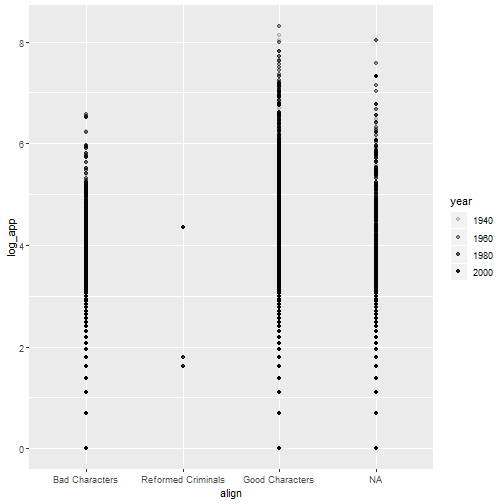 8
6
4
2
0
log_app
Bad Characters
Reformed Criminals
Good Characters
NA
align
year
1940
1960
1980
2000